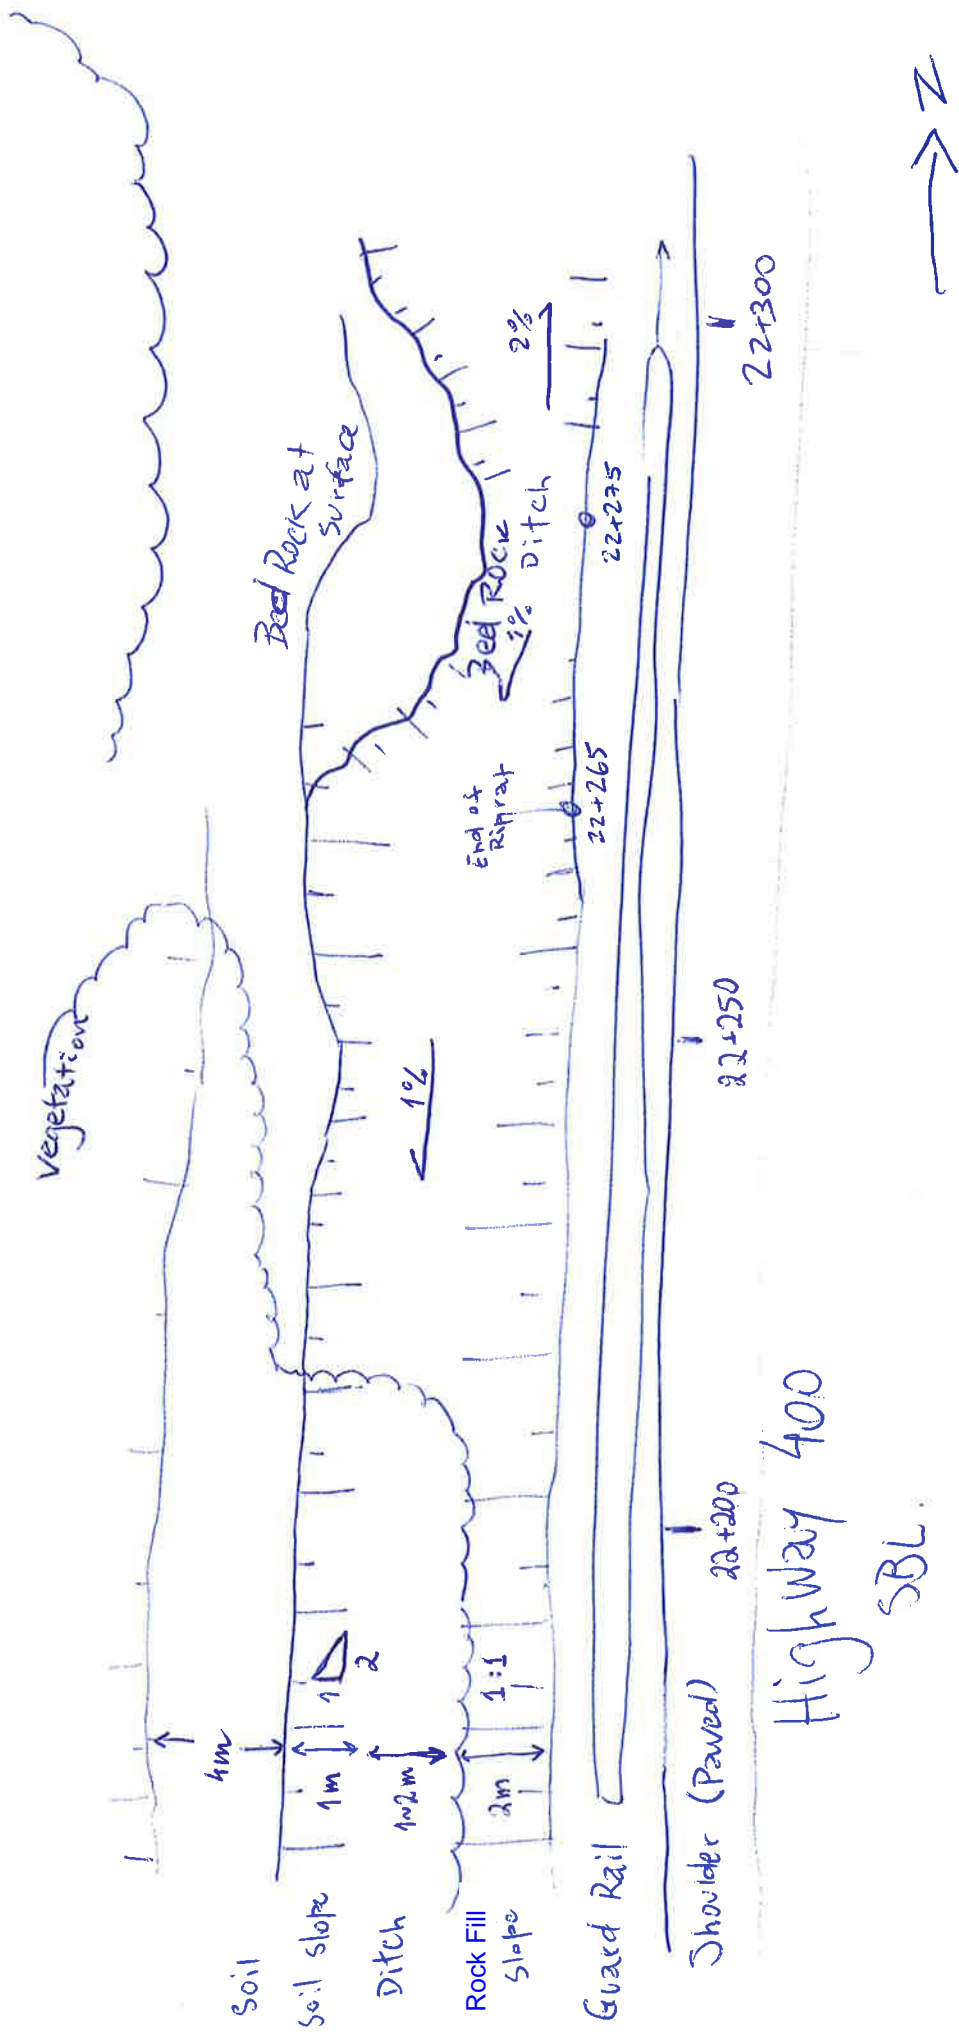 Vegetation
Bed Rock at
Surface
Bed Rock
1%
Ditch
2%
1%
End of
Riprat
22+265
22+275
22+200
22+250
22+300
4m
1m
1~2m
2m
1
2
1:1
Soil
Soil Slope
Ditch
Rock Fill
Slope
Guard Rail
Shoulder (Paved)
Highway 400
SBL.
N